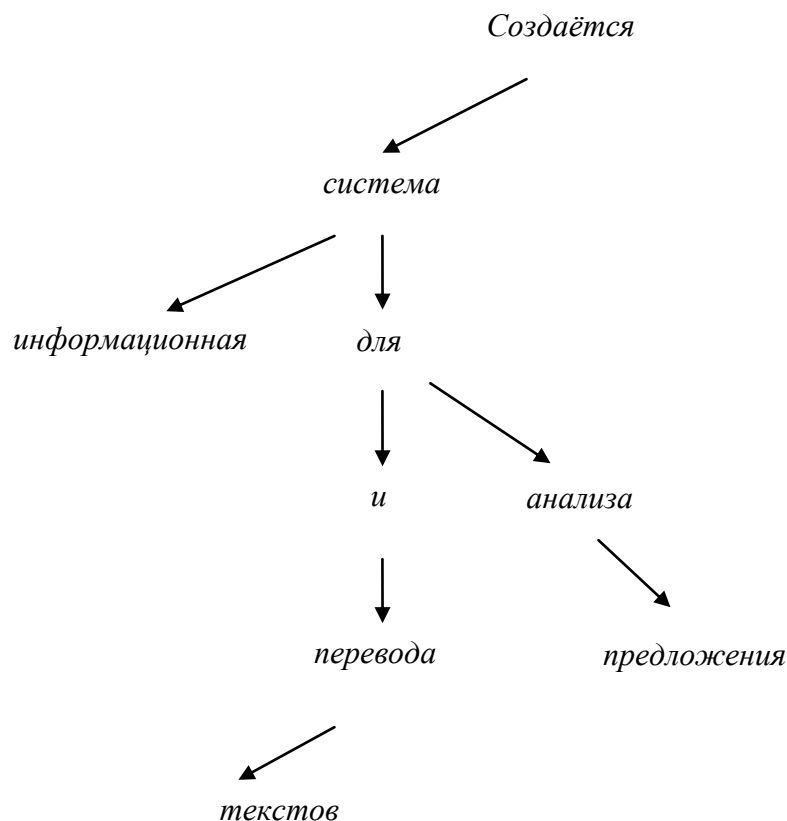 Создаётся
система
информационная для
и анализа
перевода предложения
текстов